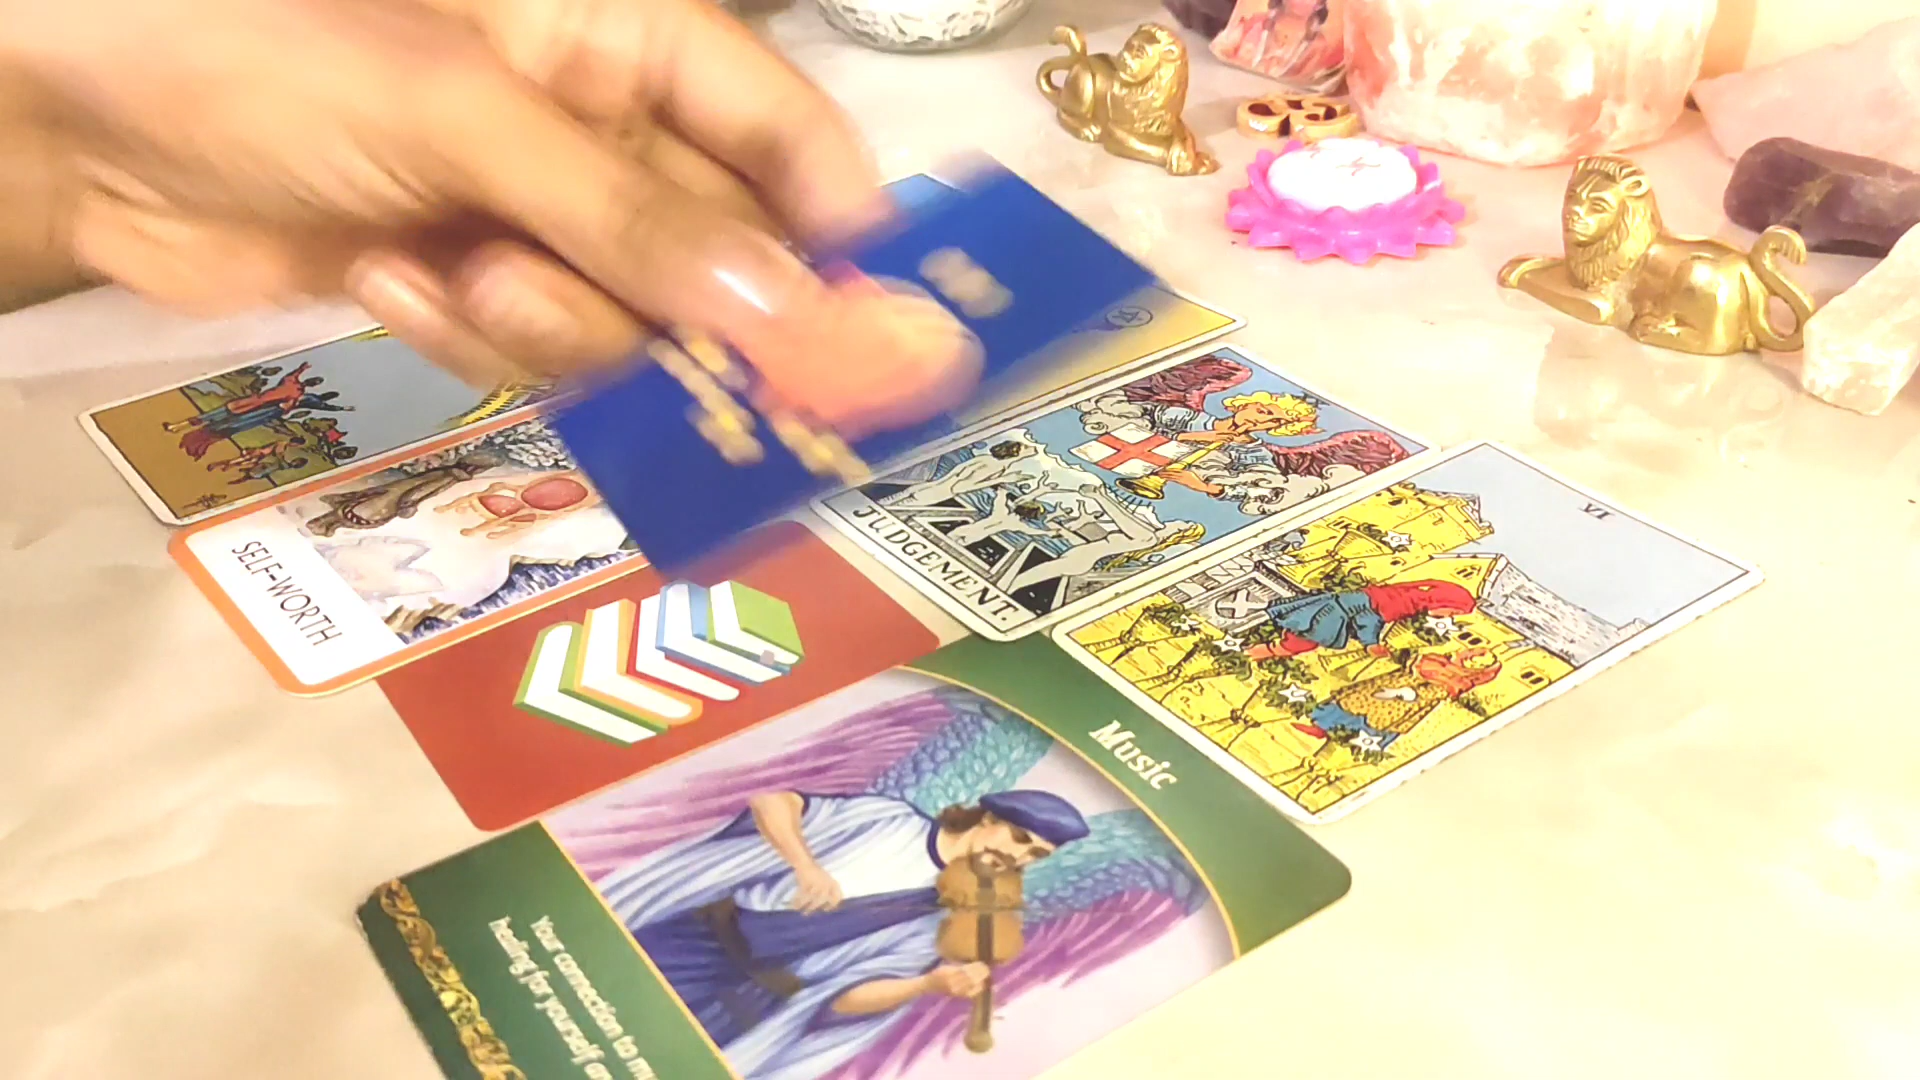 SELF-WORTH
JUDGEMENT.
VI
Music
Your connection to
healing for yourself